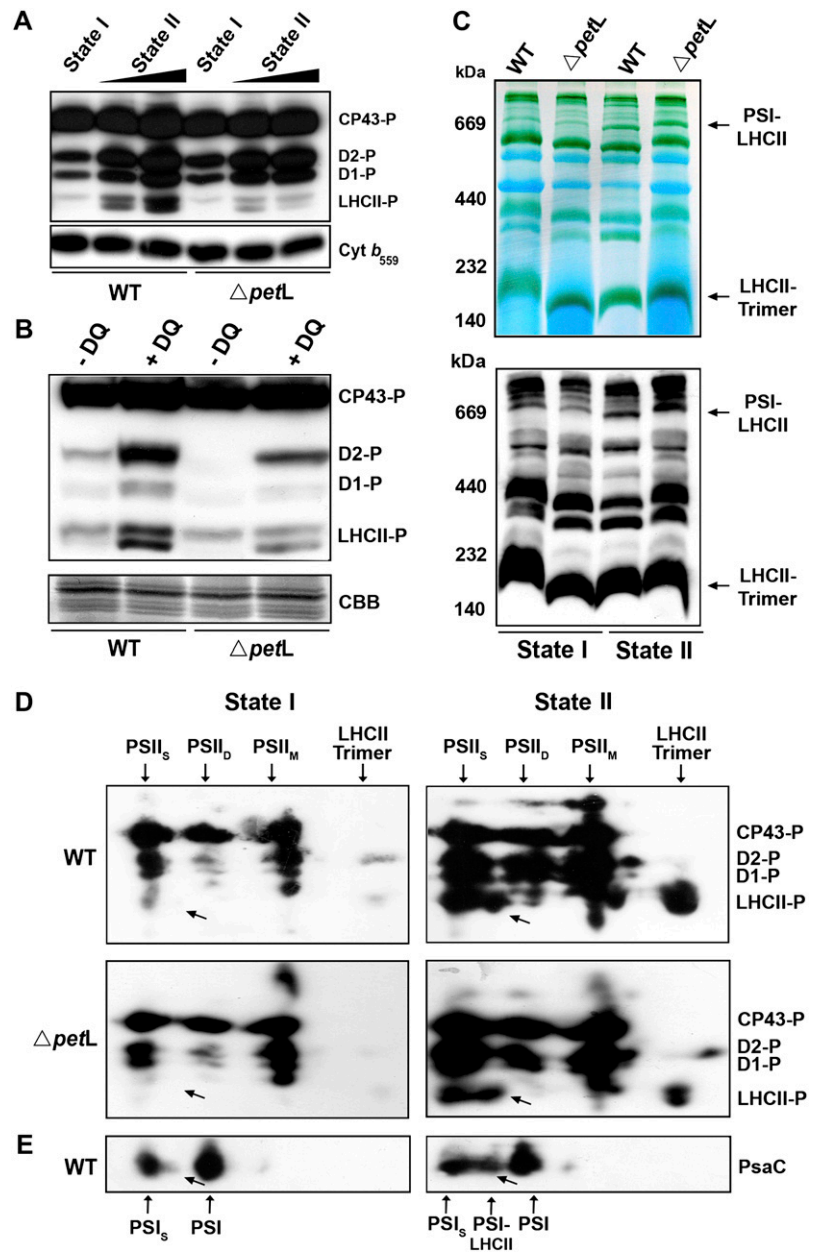 A
State I
State II
State I
State II
CP43-P
D2-P
D1-P
LHCII-P
Cyt b559
WT
△petL
B
- DQ
+ DQ
- DQ
+ DQ
CP43-P
D2-P
D1-P
LHCII-P
CBB
WT
△petL
C
WT
△petL
WT
△petL
kDa
669
440
232
140
PSI-
LHCII
LHCII-
Trimer
kDa
669
440
232
140
PSI-
LHCII
LHCII-
Trimer
State I
State II
D
State I
State II
PSIIS
PSIID
PSIIM
LHCII
Trimer
PSIIS
PSIID
PSIIM
LHCII
Trimer
WT
CP43-P
D2-P
D1-P
LHCII-P
△petL
CP43-P
D2-P
D1-P
LHCII-P
E
WT
PsaC
PSIS
PSI
PSIS
PSI-
LHCII
PSI